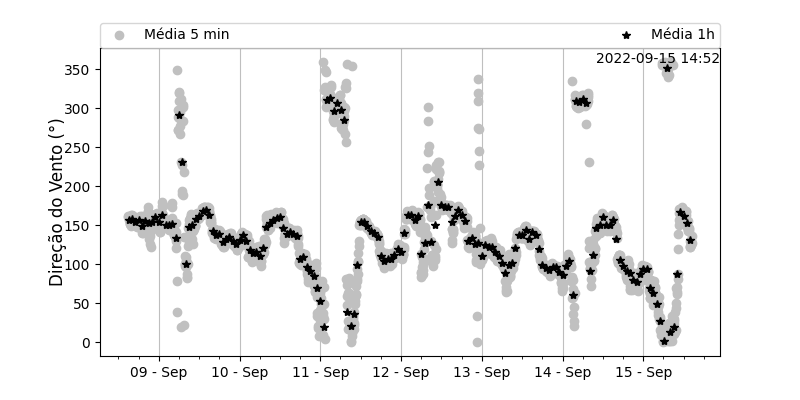 Média 5 min
Média 1h
2022-09-15 14:52
Direção do Vento (°)
350
300
250
200
150
100
50
0
09 - Sep
10 - Sep
11 - Sep
12 - Sep
13 - Sep
14 - Sep
15 - Sep